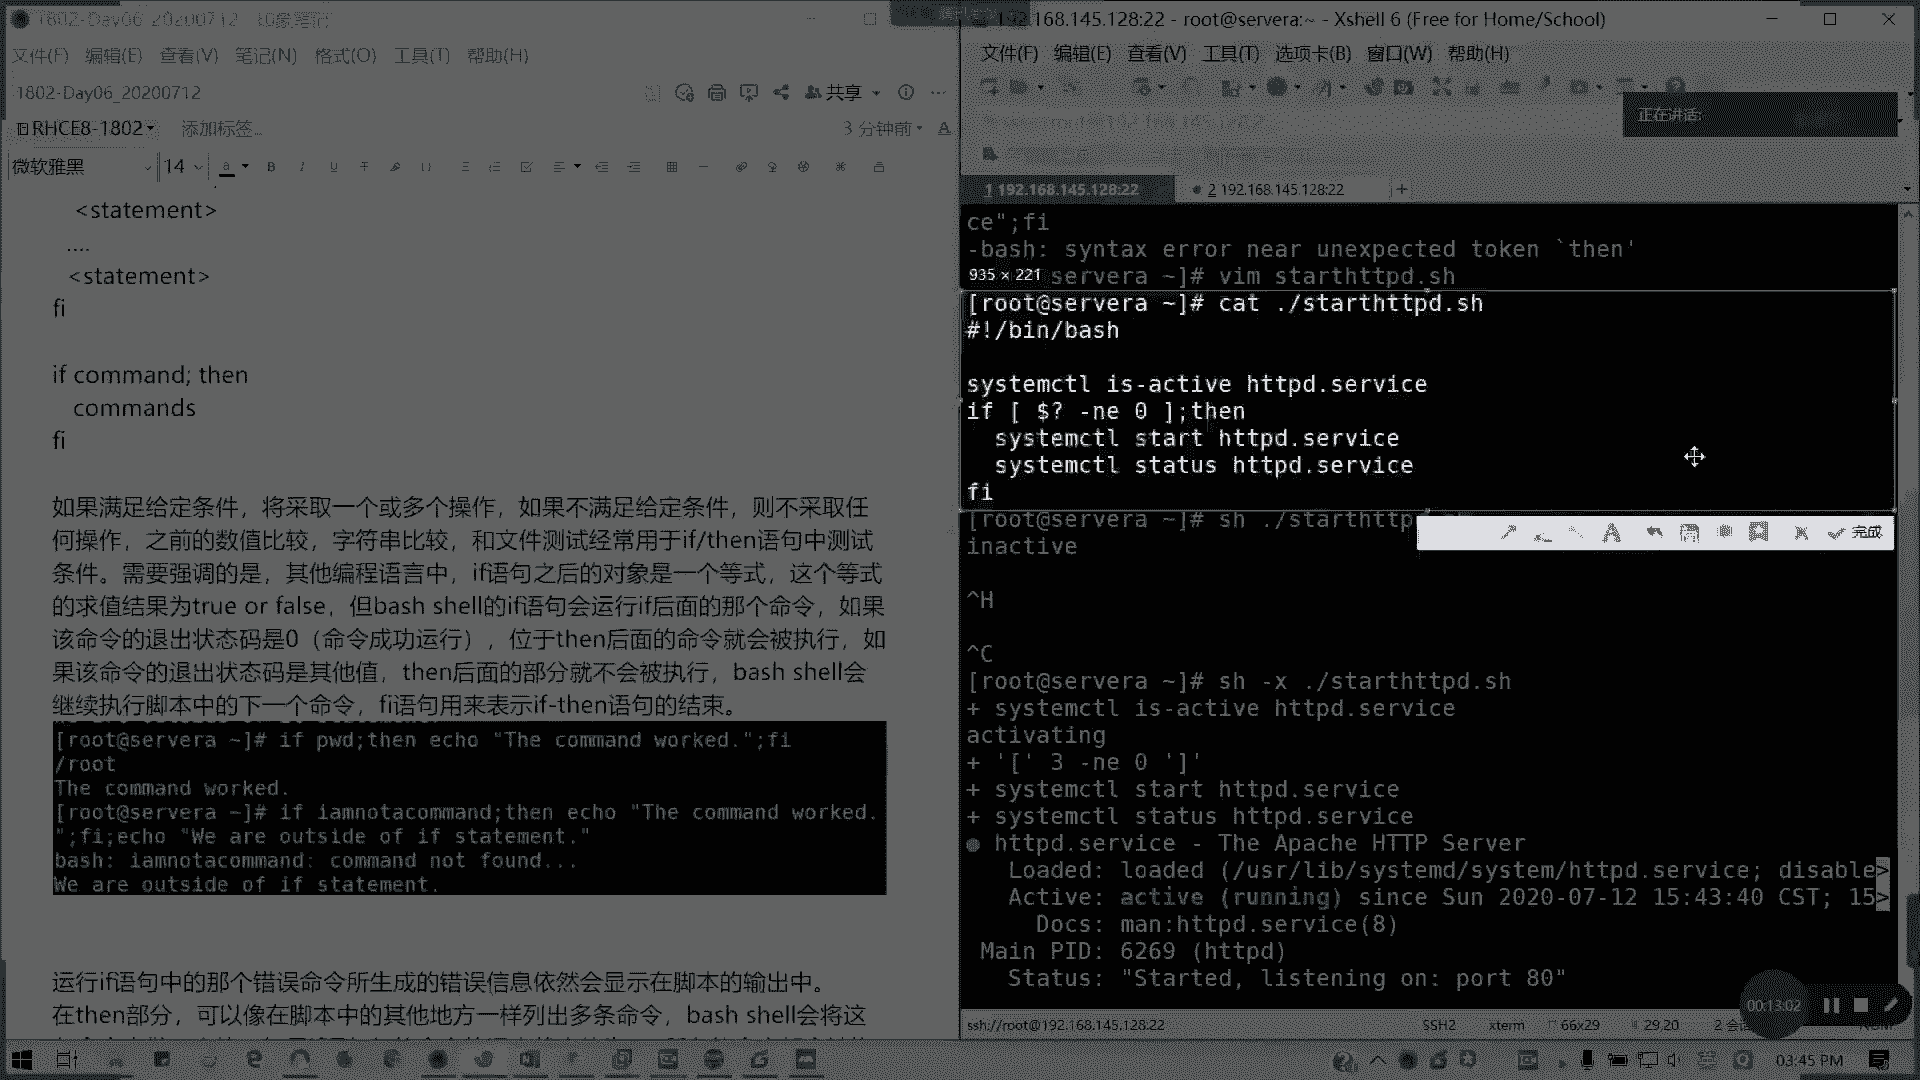 1802-Day06_20200712 - 印象笔记
文件(F) 编辑(E) 查看(V) 笔记(N) 格式(O) 工具(T) 帮助(H)
1802-Day06_20200712
共享
RHCE8-1802
添加标签...
3 分钟前
微软雅黑
14
<statement>
....
<statement>
fi
if command; then
commands
fi
如果满足给定条件，将采取一个或多个操作，如果不满足给定条件，则不采取任
何操作，之前的数值比较，字符串比较，和文件测试经常用于if/then语句中测试
条件。需要强调的是，其他编程语言中，if语句之后的对象是一个等式，这个等式
的求值结果为true or false，但bash shell的if语句会运行if后面的那个命令，如果
该命令的退出状态码是0（命令成功运行），位于then后面的命令就会被执行，如
果该命令的退出状态码是其他值，then后面的部分就不会被执行，bash shell会
继续执行脚本中的下一个命令，fi语句用来表示if-then语句的结束。
[root@servera ~]# if pwd;then echo "The command worked.";fi
/root
The command worked.
[root@servera ~]# if iamnotacommand;then echo "The command worked.
";fi;echo "We are outside of if statement."
bash: iamnotacommand: command not found...
We are outside of if statement.
运行if语句中的那个错误命令所生成的错误信息依然会显示在脚本的输出中。
在then部分，可以像在脚本中的其他地方一样列出多条命令，bash shell会将这
192.168.145.128:22 - root@servera:~ - Xshell 6 (Free for Home/School)
文件(F) 编辑(E) 查看(V) 工具(T) 选项卡(B) 窗口(W) 帮助(H)
正在讲话:
1 192.168.145.128:22
2 192.168.145.128:22
+
ce";fi
-bash: syntax error near unexpected token `then'
935 × 221
servera ~]# vim starthttpd.sh
[root@servera ~]# cat ./starthttpd.sh
#!/bin/bash
systemctl is-active httpd.service
if [ $? -ne 0 ];then
systemctl start httpd.service
systemctl status httpd.service
fi
[root@servera ~]# sh ./starthttp
完成
inactive
^H
^C
[root@servera ~]# sh -x ./starthttpd.sh
+ systemctl is-active httpd.service
activating
+ '[' 3 -ne 0 ']'
+ systemctl start httpd.service
+ systemctl status httpd.service
● httpd.service - The Apache HTTP Server
Loaded: loaded (/usr/lib/systemd/system/httpd.service; disable>
Active: active (running) since Sun 2020-07-12 15:43:40 CST; 15>
Docs: man:httpd.service(8)
Main PID: 6269 (httpd)
Status: "Started, listening on: port 80"
00:13:02
ssh://root@192.168.145.128:22
SSH2
xterm
66x29
29,20
03:45 PM